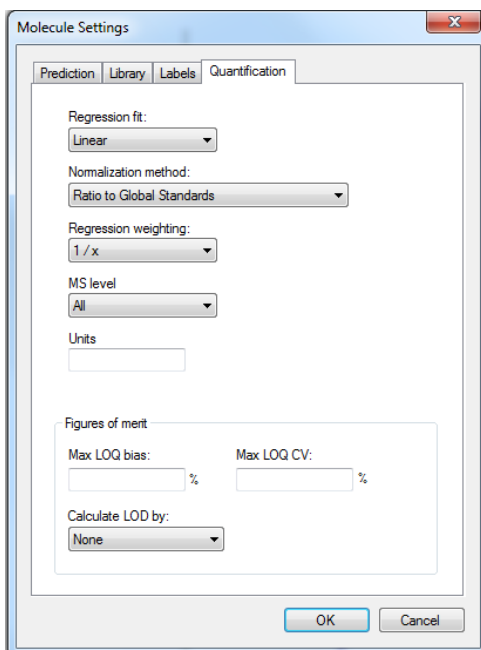 Molecule Settings
Prediction Library Labels Quantification
Regression fit:
Linear
Normalization method:
Ratio to Global Standards
Regression weighting:
1 / x
MS level
All
Units
Figures of merit
Max LOQ bias: Max LOQ CV:
% %
Calculate LOD by:
None
OK Cancel